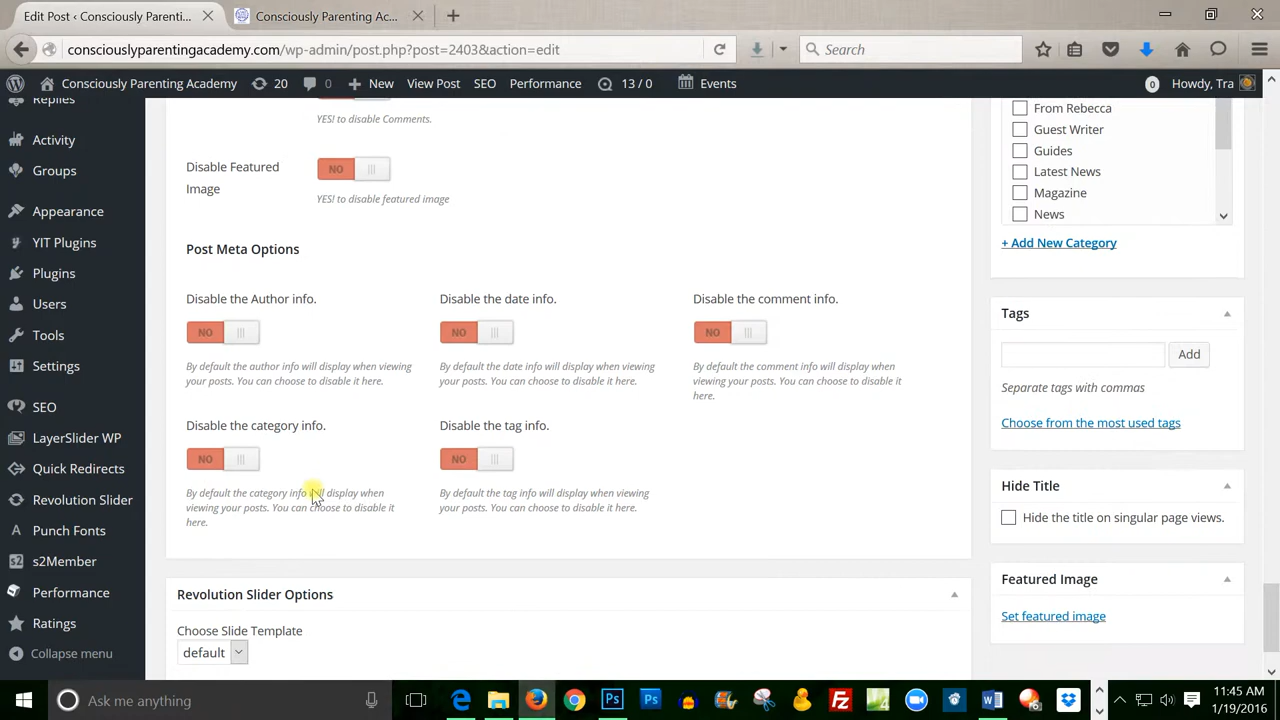 Edit Post ‹ Consciously Parenting...
Consciously Parenting Ac...
consciouslyparentingacademy.com/wp-admin/post.php?post=2403&action=edit
Search
Consciously Parenting Academy
20
0
New
View Post
SEO
Performance
13 / 0
Events
0
Howdy, Tra
Replies
Activity
Groups
Appearance
YIT Plugins
Plugins
Users
Tools
Settings
SEO
LayerSlider WP
Quick Redirects
Revolution Slider
Punch Fonts
s2Member
Performance
Ratings
Collapse menu
YES! to disable Comments.
Disable Featured
Image
NO
YES! to disable featured image
Post Meta Options
Disable the Author info.
NO
By default the author info will display when viewing
your posts. You can choose to disable it here.
Disable the date info.
NO
By default the date info will display when viewing
your posts. You can choose to disable it here.
Disable the comment info.
NO
By default the comment info will display when
viewing your posts. You can choose to disable it
here.
Disable the category info.
NO
By default the category info will display when
viewing your posts. You can choose to disable it
here.
Disable the tag info.
NO
By default the tag info will display when viewing
your posts. You can choose to disable it here.
Revolution Slider Options
Choose Slide Template
default
From Rebecca
Guest Writer
Guides
Latest News
Magazine
News
+ Add New Category
Tags
Add
Separate tags with commas
Choose from the most used tags
Hide Title
Hide the title on singular page views.
Featured Image
Set featured image
Ask me anything
11:45 AM
1/19/2016